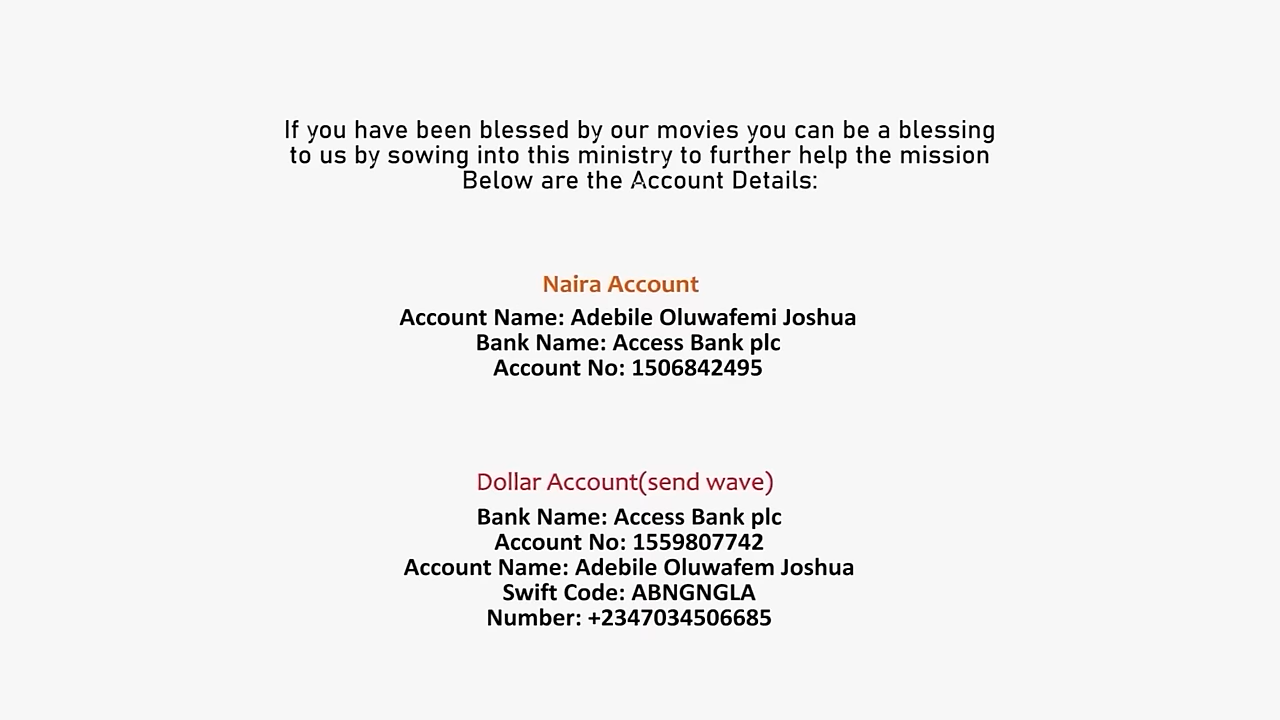 If you have been blessed by our movies you can be a blessing
to us by sowing into this ministry to further help the mission
Below are the Account Details:
Naira Account
Account Name: Adebile Oluwafemi Joshua
Bank Name: Access Bank plc
Account No: 1506842495
Dollar Account(send wave)
Bank Name: Access Bank plc
Account No: 1559807742
Account Name: Adebile Oluwafem Joshua
Swift Code: ABNGNGLA
Number: +2347034506685